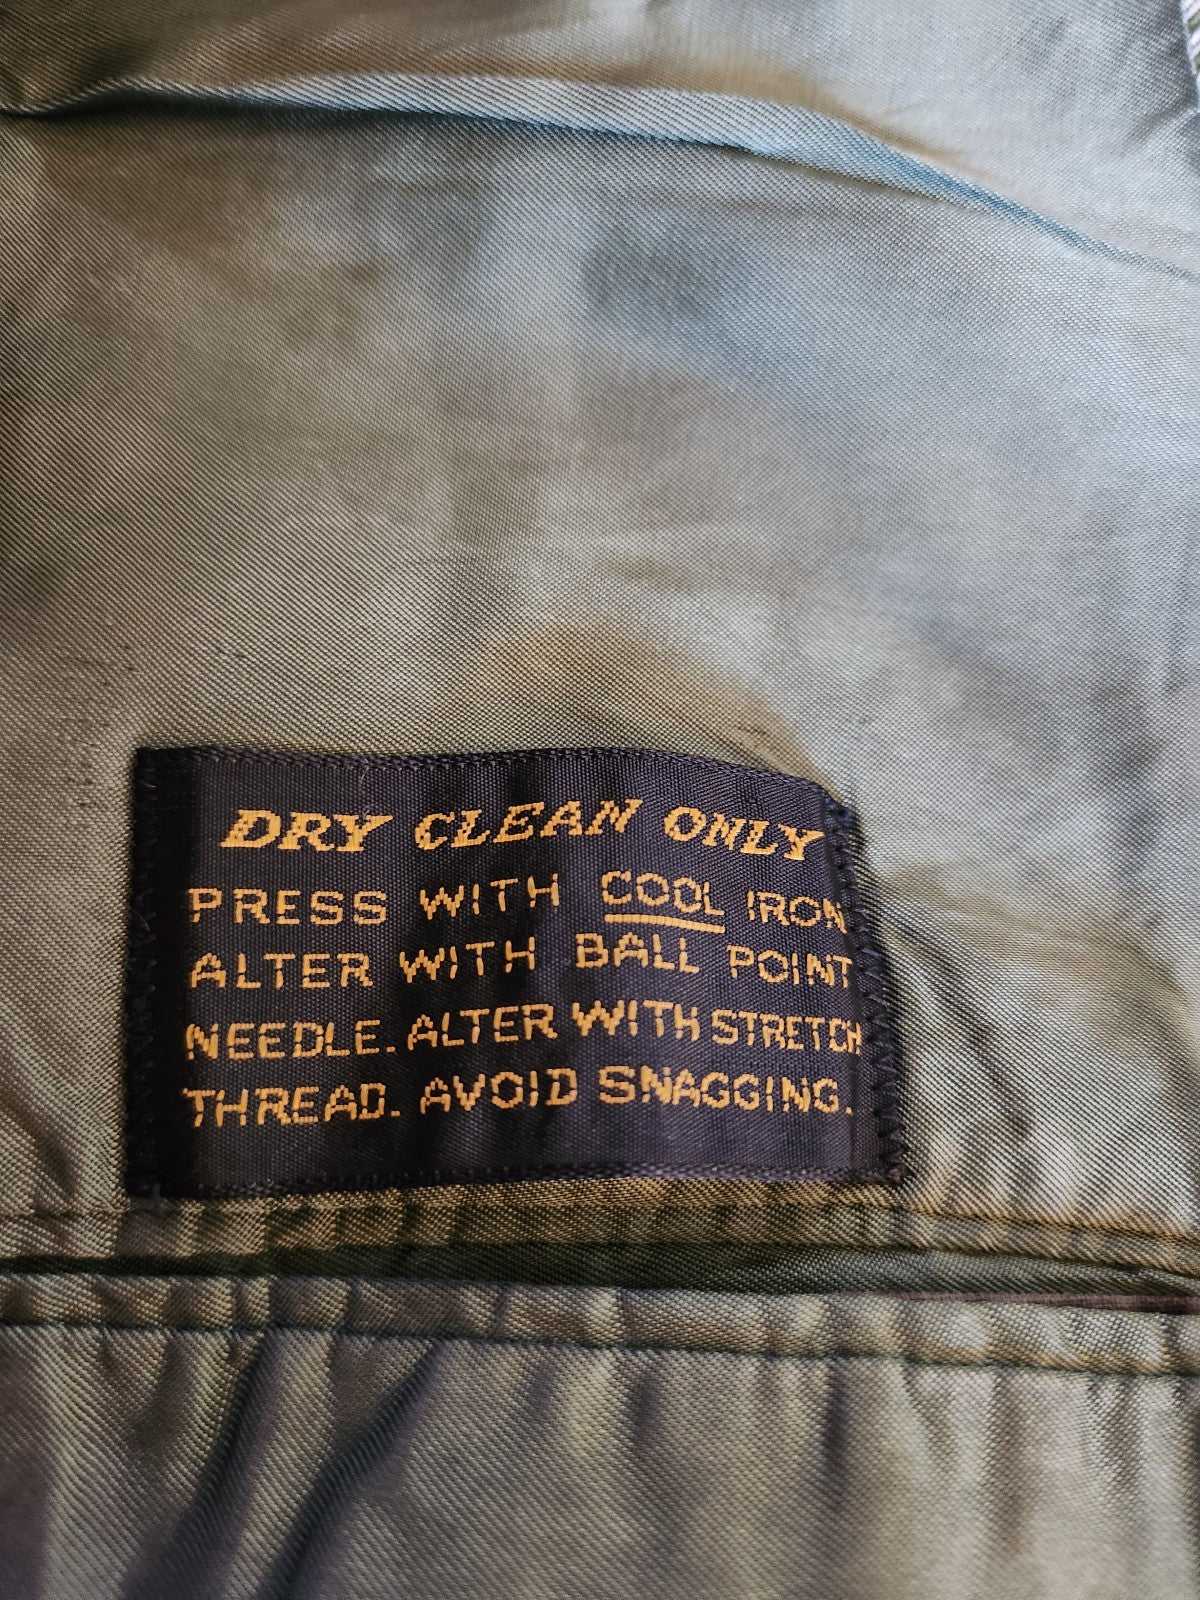 DRY CLEAN ONLY
PRESS WITH COOL IRON
ALTER WITH BALL POINT
NEEDLE. ALTER WITH STRETCH
THREAD. AVOID SNAGGING.